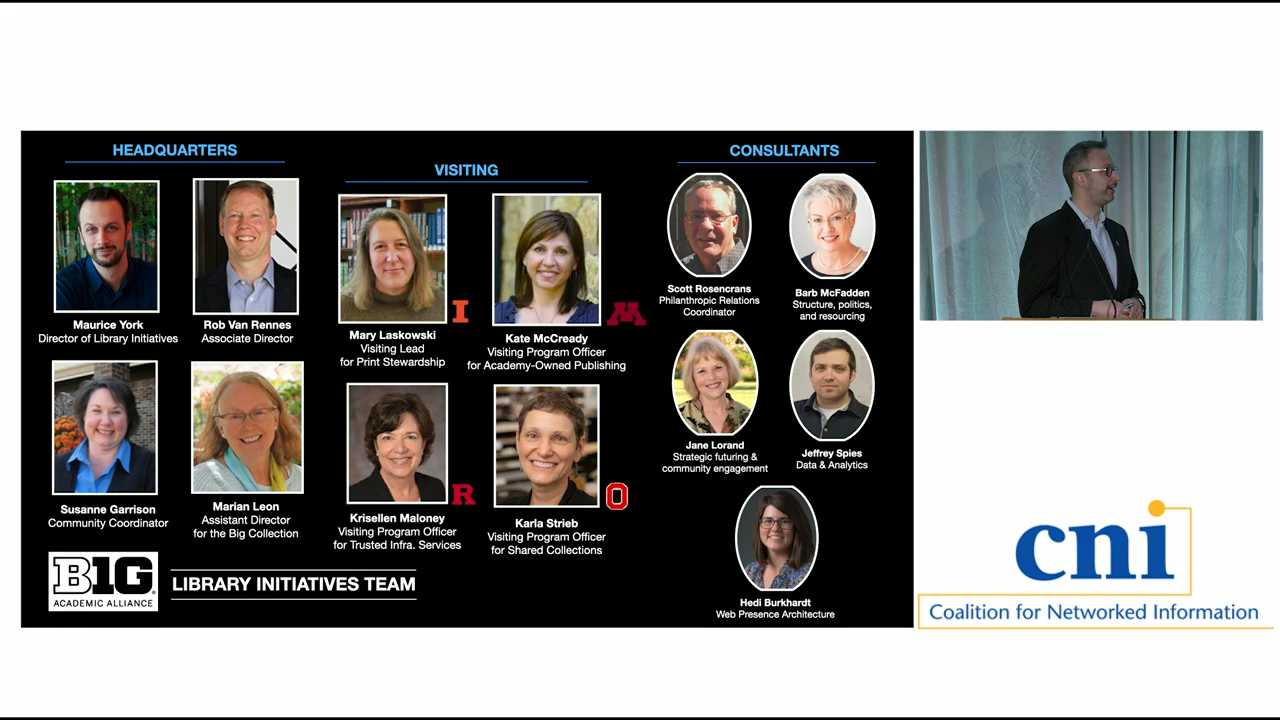 HEADQUARTERS
Maurice York
Director of Library Initiatives
Rob Van Rennes
Associate Director
Susanne Garrison
Community Coordinator
Marian Leon
Assistant Director
for the Big Collection
VISITING
I
Mary Laskowski
Visiting Lead
for Print Stewardship
M
Kate McCready
Visiting Program Officer
for Academy-Owned Publishing
R
Krisellen Maloney
Visiting Program Officer
for Trusted Infra. Services
O
Karla Strieb
Visiting Program Officer
for Shared Collections
CONSULTANTS
Scott Rosencrans
Philanthropic Relations
Coordinator
Barb McFadden
Structure, politics,
and resourcing
Jane Lorand
Strategic futuring &
community engagement
Jeffrey Spies
Data & Analytics
Hedi Burkhardt
Web Presence Architecture
B1G
ACADEMIC ALLIANCE
LIBRARY INITIATIVES TEAM
cni
Coalition for Networked Information